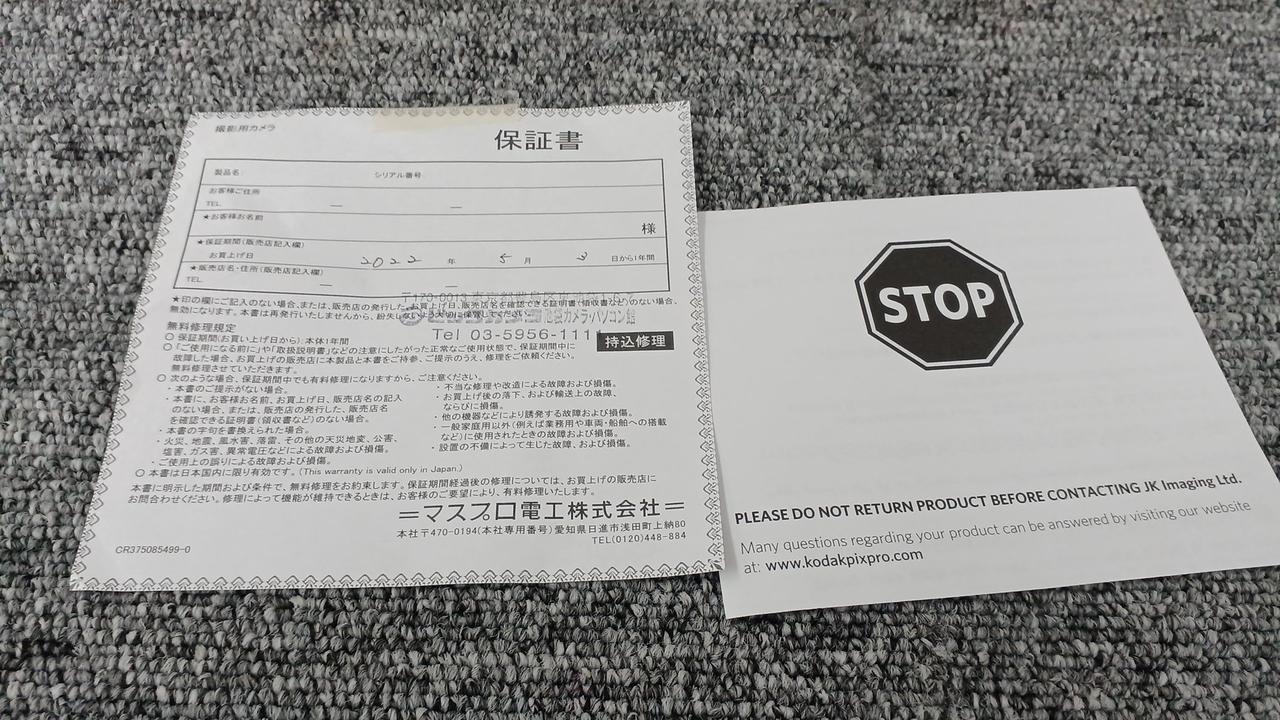 撮影用カメラ
保証書
製品名: シリアル番号:
お客様ご住所
TEL. — —
★お客様お名前
様
★保証期間(販売店記入欄)
お買上げ日 2022 年 5 月 3 日から1年間
★販売店名・住所(販売店記入欄)
TEL. — —
〒170-0013
★印の欄にご記入のない場合、または、販売店の発行した、お買上げ日、販売店名を確認できる証明書(領収書など)のない場合、
無効になります。本書は再発行いたしませんから、紛失しないよう大切に保管してください。
カメラ・パソコン館
Tel 03-5956-1111
持込修理
無料修理規定
○ 保証期間(お買い上げ日から):本体1年間
○ 「ご使用になる前に」や「取扱説明書」などの注意にしたがった正常なご使用状態で、保証期間中に
故障した場合、お買上げの販売店に本製品と本書をご持参、ご提示のうえ、修理をご依頼ください。
無料修理させていただきます。
○ 次のような場合、保証期間中でも有料修理になりますから、ご注意ください。
・本書のご提示がない場合。
・本書に、お客様お名前、お買上げ日、販売店名の記入
のない場合、または、販売店の発行した、販売店名
を確認できる証明書(領収書など)のない場合。
・本書の字句を書換えられた場合。
・火災、地震、風水害、落雷、その他の天災地変、公害、
塩害、ガス害、異常電圧などによる故障および損傷。
・ご使用上の誤りによる故障および損傷。
・不当な修理や改造による故障および損傷。
・お買上げ後の落下、および輸送上の故障、
ならびに損傷。
・他の機器などにより誘発する故障および損傷。
・一般家庭用以外(例えば業務用や車両・船舶への搭載
など)に使用されたときの故障および損傷。
・設置の不備によって生じた故障、および損傷。
○ 本書は日本国内に限り有効です。(This warranty is valid only in Japan.)
本書に明示した期間および条件で、無料修理をお約束します。保証期間経過後の修理については、お買上げの販売店に
お問合わせください。修理によって機能が維持できるときは、お客様のご要望により、有料修理いたします。
マスプロ電工株式会社
本社〒470-0194(本社専用番号)愛知県日進市浅田町上納80
TEL(0120)448-884
CR375085499-0
STOP
PLEASE DO NOT RETURN PRODUCT BEFORE CONTACTING JK Imaging Ltd.
Many questions regarding your product can be answered by visiting our website
at: www.kodakpixpro.com